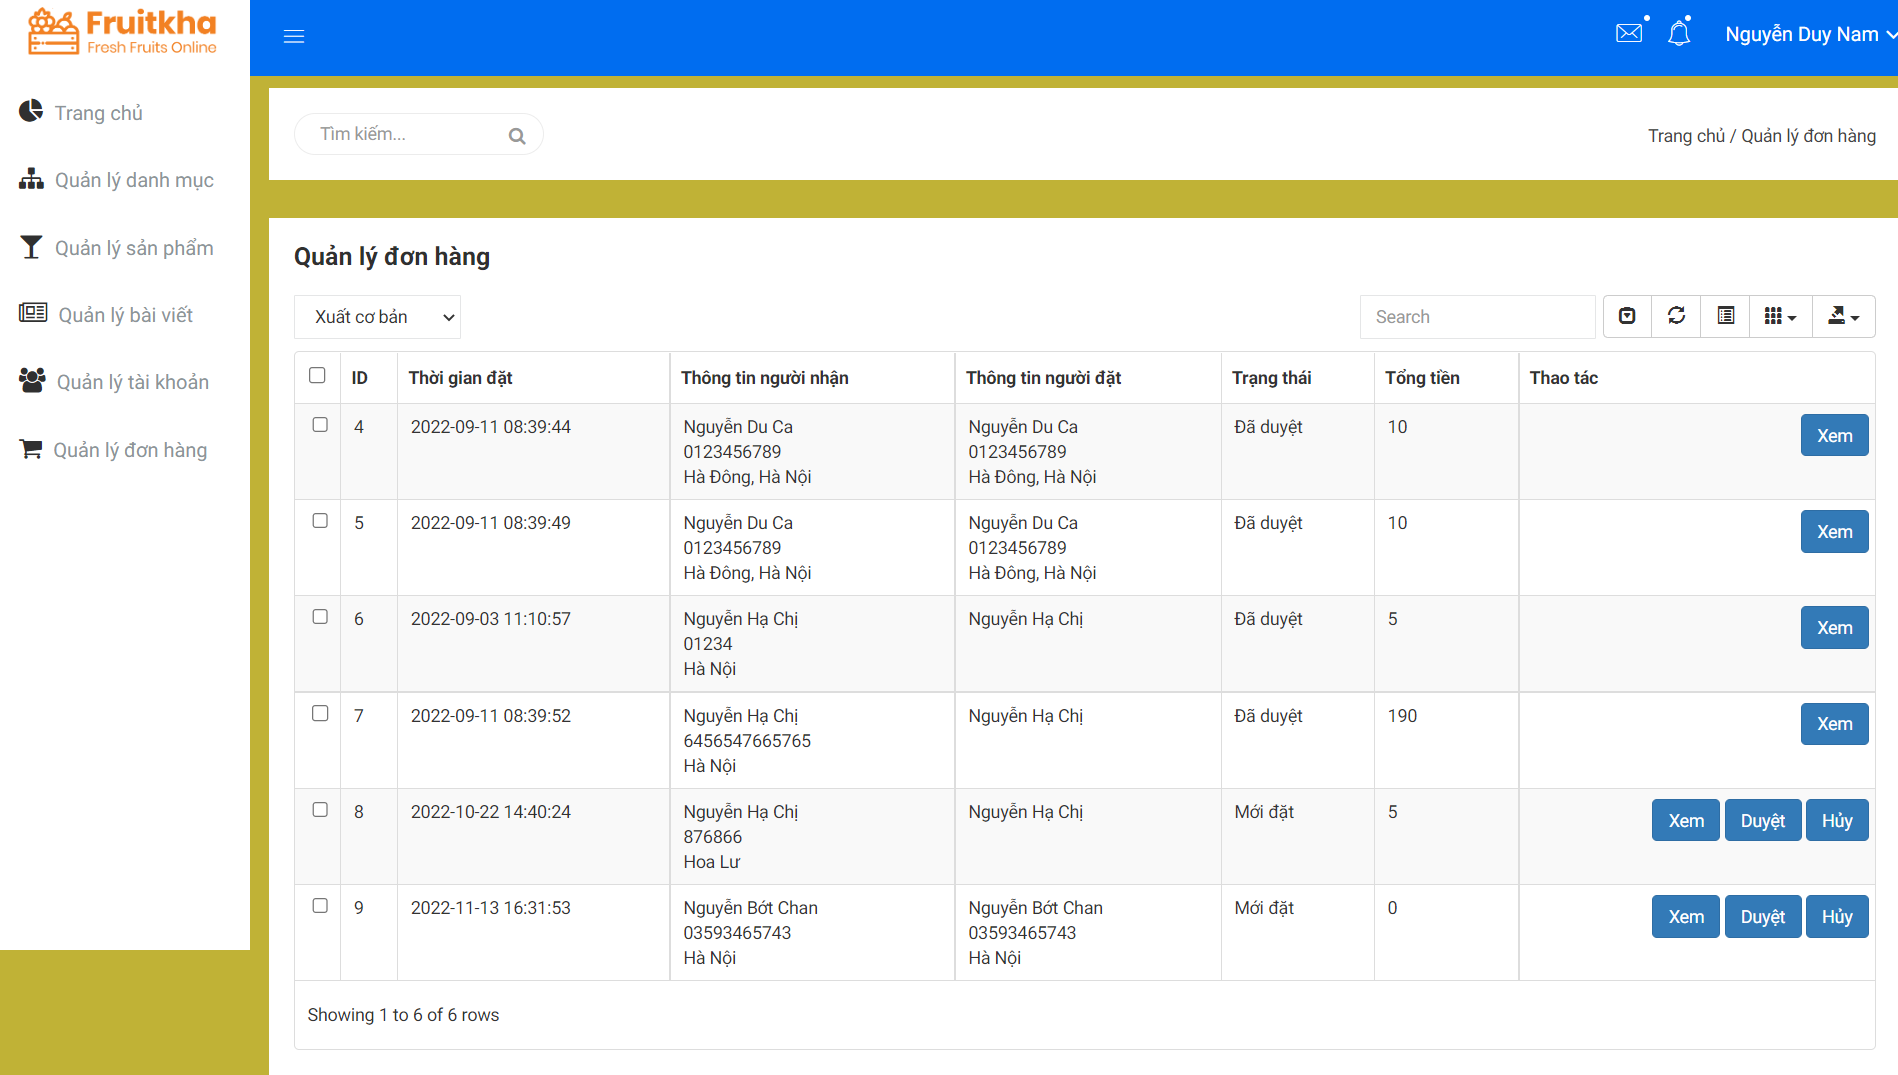 Fruitkha
Fresh Fruits Online
Nguyễn Duy Nam
Trang chủ
Quản lý danh mục
Quản lý sản phẩm
Quản lý bài viết
Quản lý tài khoản
Quản lý đơn hàng
Tìm kiếm...
Trang chủ / Quản lý đơn hàng
Quản lý đơn hàng
Xuất cơ bản
Search
ID Thời gian đặt Thông tin người nhận Thông tin người đặt Trạng thái Tổng tiền Thao tác
4 2022-09-11 08:39:44 Nguyễn Du Ca Nguyễn Du Ca Đã duyệt 10 Xem
0123456789 0123456789
Hà Đông, Hà Nội Hà Đông, Hà Nội
5 2022-09-11 08:39:49 Nguyễn Du Ca Nguyễn Du Ca Đã duyệt 10 Xem
0123456789 0123456789
Hà Đông, Hà Nội Hà Đông, Hà Nội
6 2022-09-03 11:10:57 Nguyễn Hạ Chị Nguyễn Hạ Chị Đã duyệt 5 Xem
01234
Hà Nội
7 2022-09-11 08:39:52 Nguyễn Hạ Chị Nguyễn Hạ Chị Đã duyệt 190 Xem
6456547665765
Hà Nội
8 2022-10-22 14:40:24 Nguyễn Hạ Chị Nguyễn Hạ Chị Mới đặt 5 Xem Duyệt Hủy
876866
Hoa Lư
9 2022-11-13 16:31:53 Nguyễn Bớt Chan Nguyễn Bớt Chan Mới đặt 0 Xem Duyệt Hủy
03593465743 03593465743
Hà Nội Hà Nội
Showing 1 to 6 of 6 rows